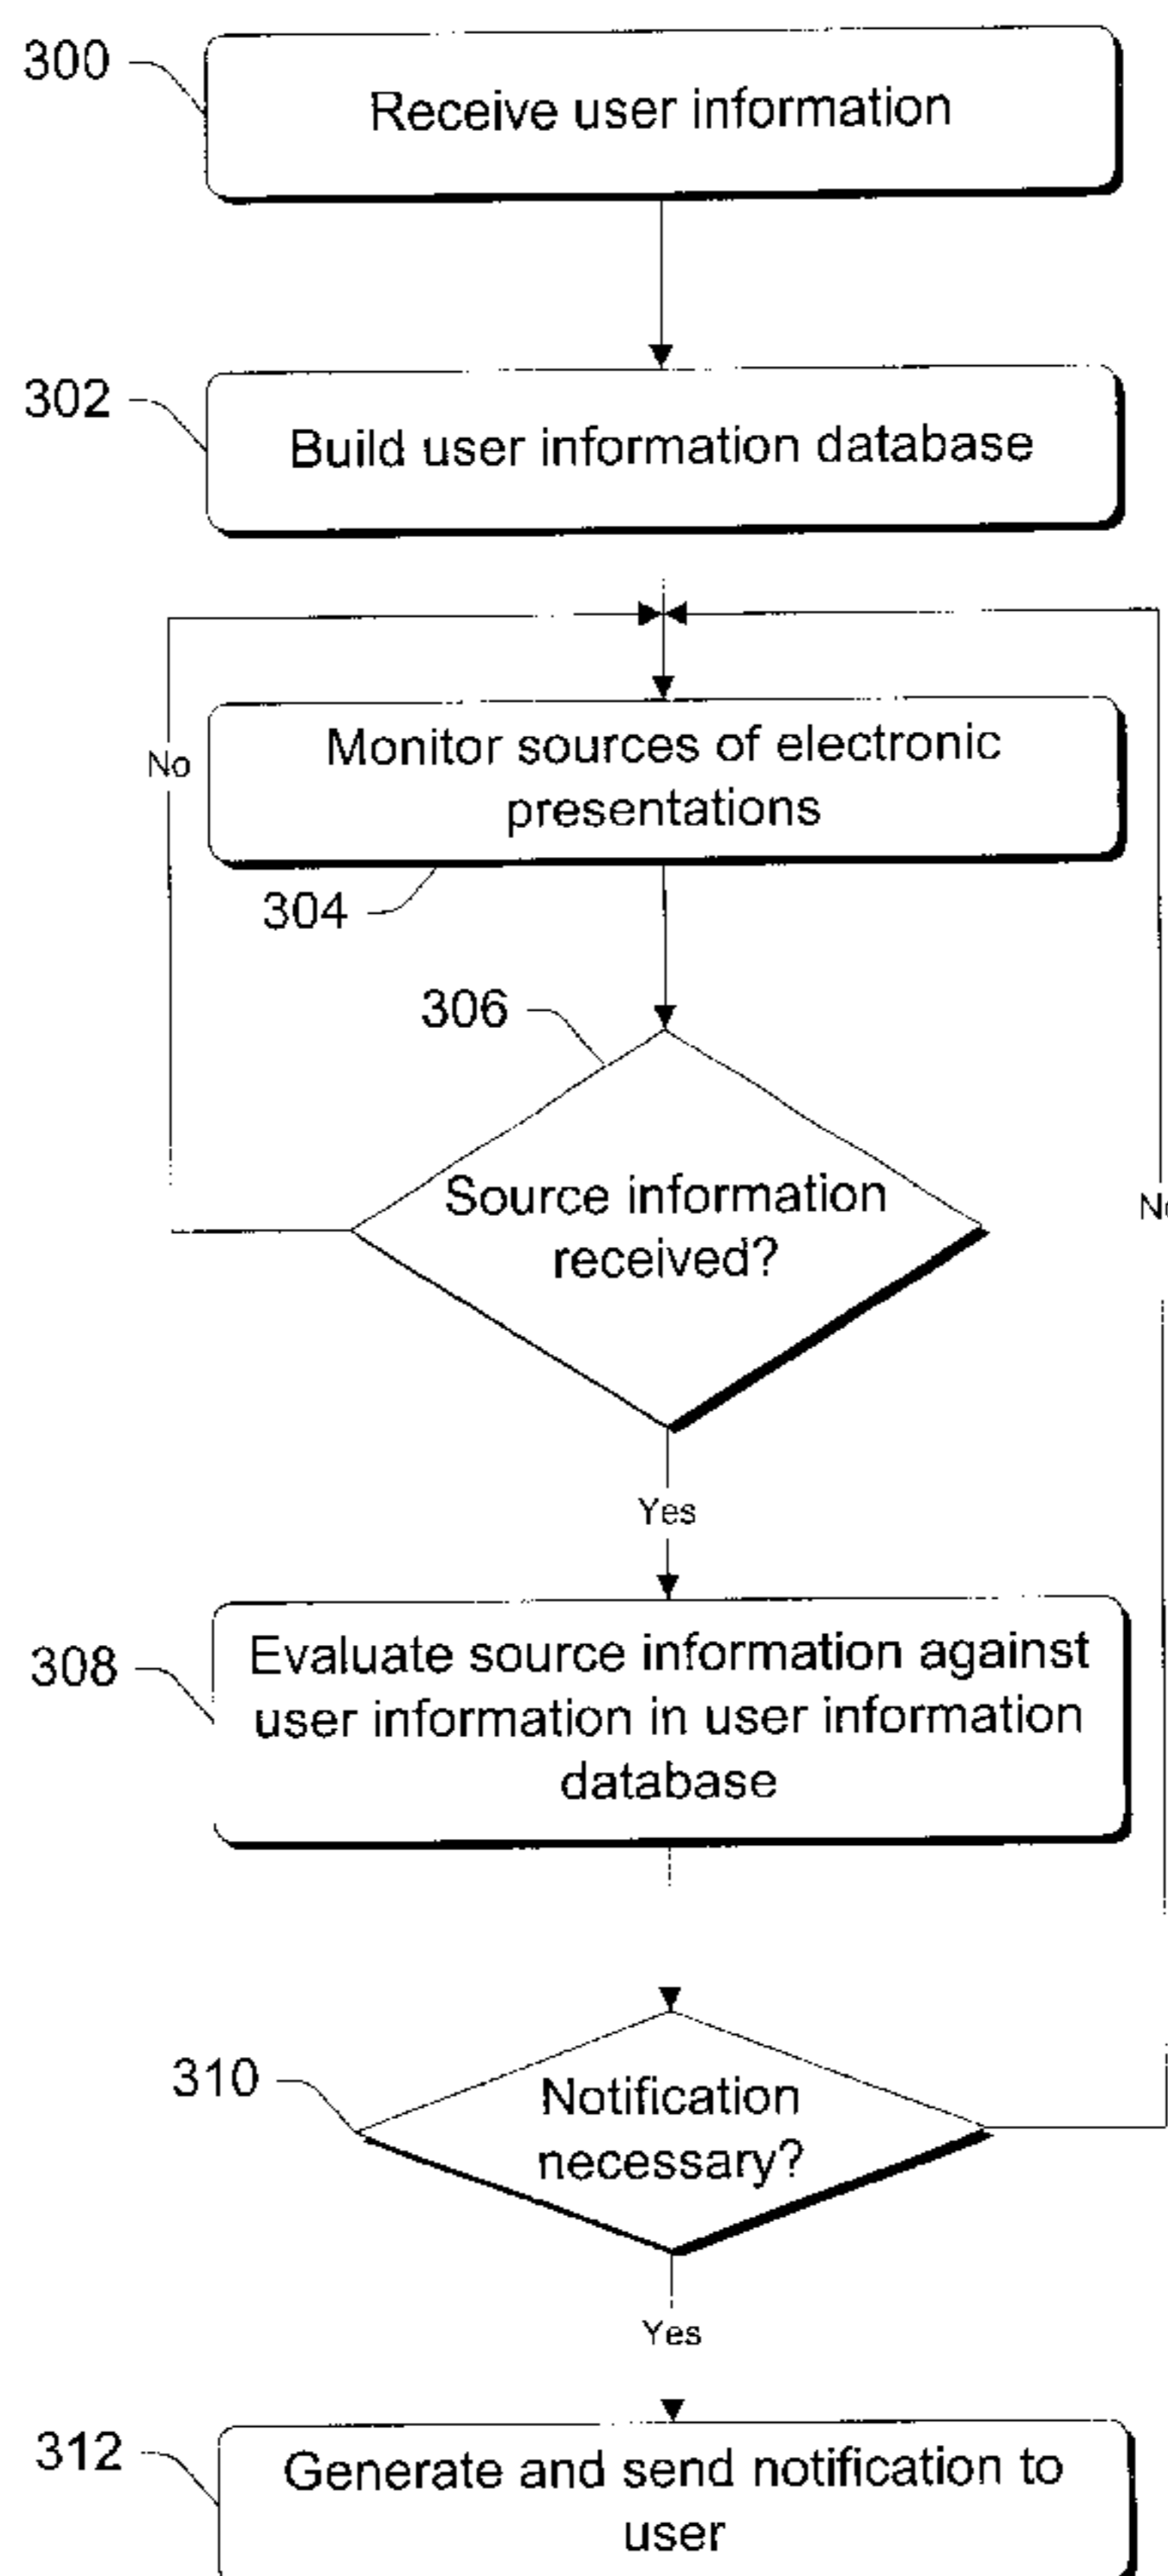 300
Receive user information
302
Build user information database
No
Monitor sources of electronic
presentations
304
306
Source information
received?
Yes
308
Evaluate source information against
user information in user information
database
310
Notification
necessary?
Yes
312
Generate and send notification to
user